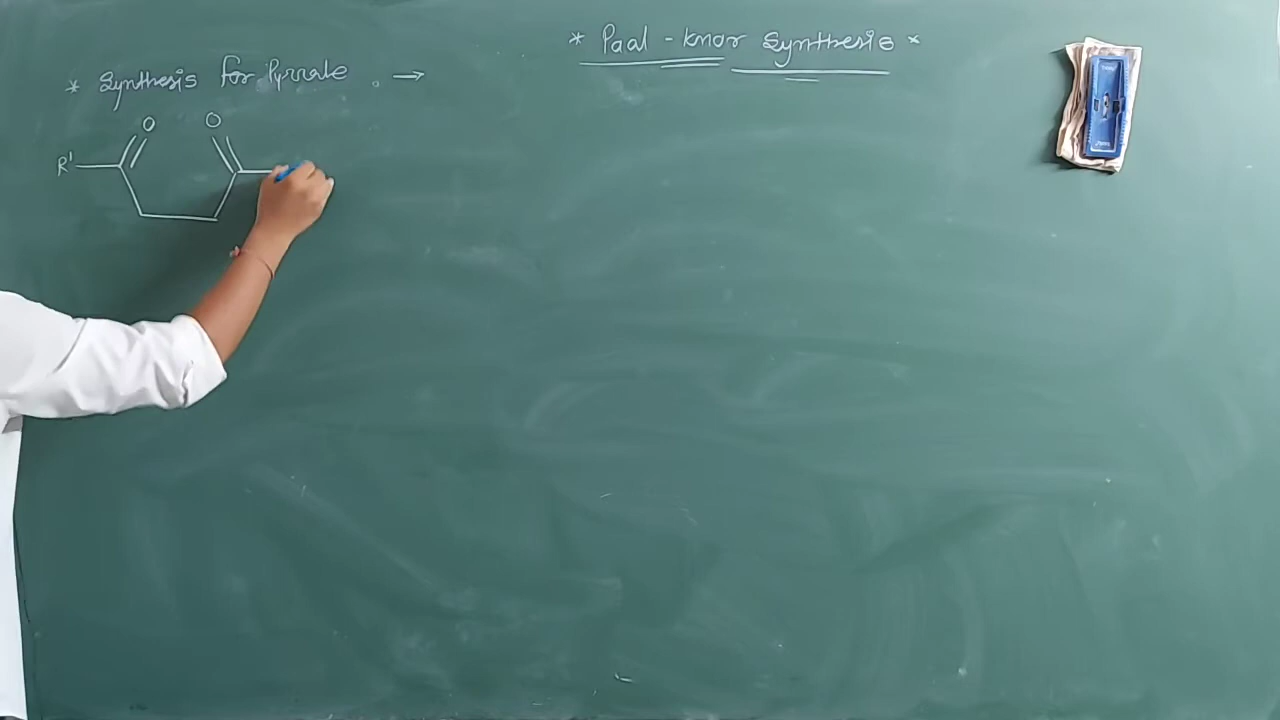 * Paal - Knor Synthesis *
* Synthesis for Pyrrole . →
O O
R'